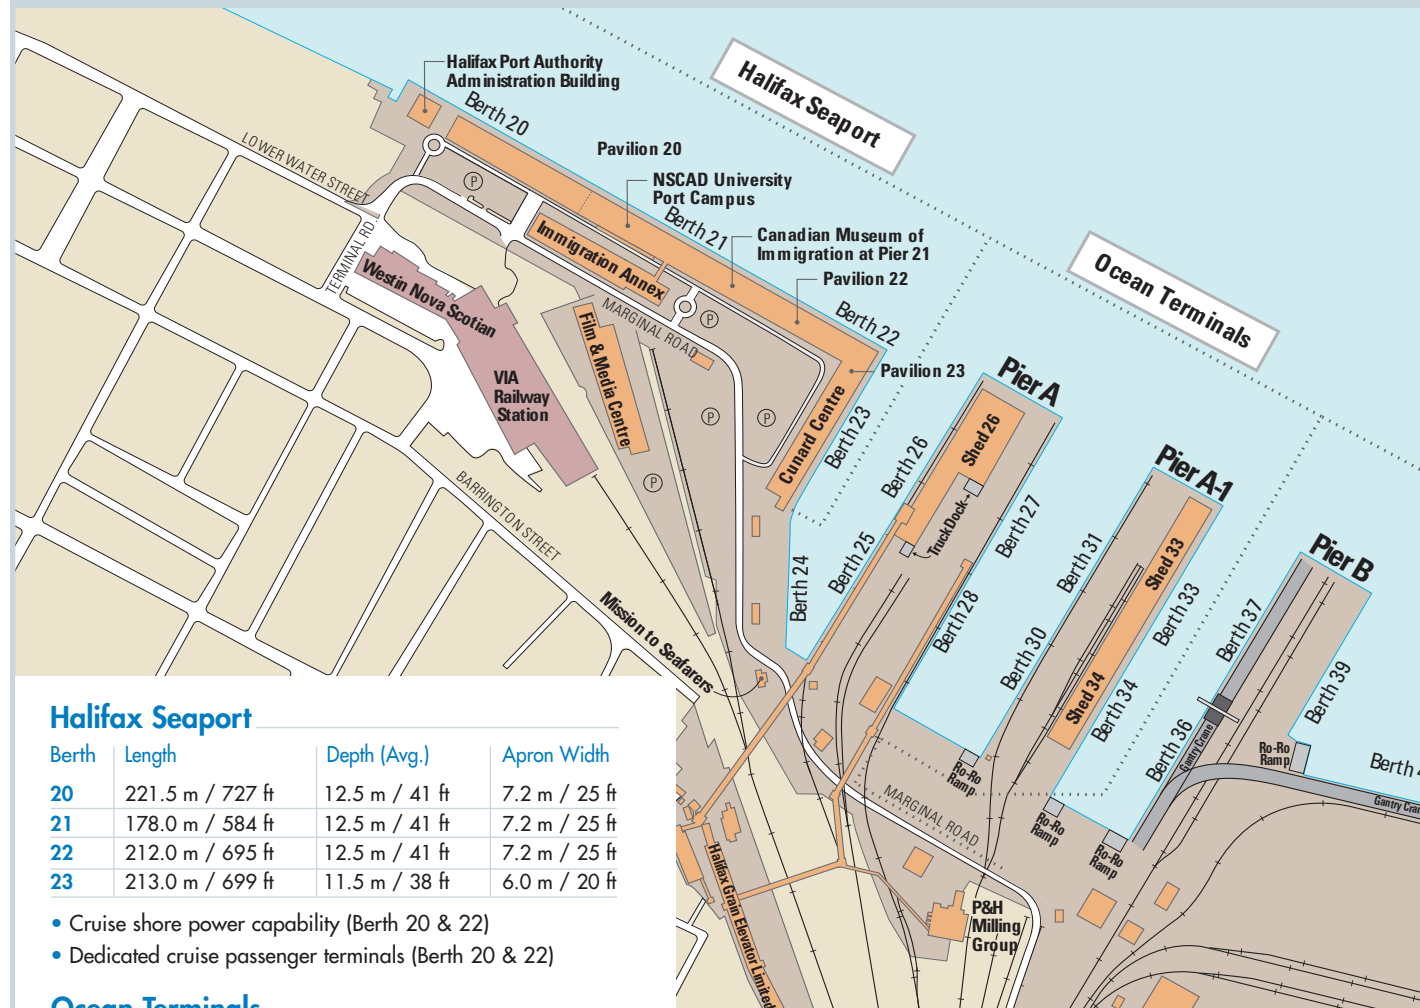 Halifax Port Authority
Administration Building
Berth 20
Halifax Seaport
Pavilion 20
LOWER WATER STREET
P
NSCAD University
Port Campus
Berth 21
Canadian Museum of
Immigration at Pier 21
Pavilion 22
Berth 22
Ocean Terminals
TERMINAL RD.
Immigration Annex
Westin Nova Scotian
MARGINAL ROAD
P
Film & Media Centre
VIA
Railway
Station
Pavilion 23
Pier A
P
P
P
Cunard Centre
Berth 23
Berth 26
Shed 26
Truck Dock
Berth 27
Pier A-1
BARRINGTON STREET
Berth 24
Berth 25
Berth 28
Berth 31
Shed 33
Berth 33
Pier B
Mission to Seafarers
Berth 30
Shed 34
Berth 34
Berth 37
Berth 36
Gantry Crane
Berth 39
Ro-Ro
Ramp
Ro-Ro
Ramp
Berth
Gantry Cra
MARGINAL ROAD
Ro-Ro
Ramp
Ro-Ro
Ramp
Halifax Grain Elevator Limited
P&H
Milling
Group
Halifax Seaport
Berth Length Depth (Avg.) Apron Width
20 221.5 m / 727 ft 12.5 m / 41 ft 7.2 m / 25 ft
21 178.0 m / 584 ft 12.5 m / 41 ft 7.2 m / 25 ft
22 212.0 m / 695 ft 12.5 m / 41 ft 7.2 m / 25 ft
23 213.0 m / 699 ft 11.5 m / 38 ft 6.0 m / 20 ft
• Cruise shore power capability (Berth 20 & 22)
• Dedicated cruise passenger terminals (Berth 20 & 22)
Ocean Terminals